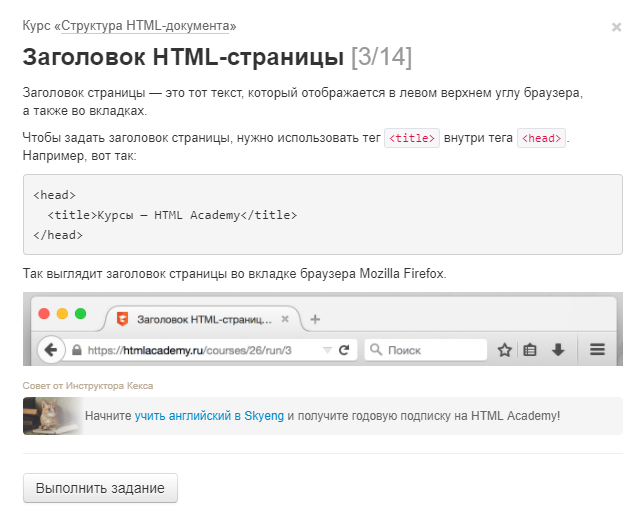 Курс «Структура HTML-документа»
×
Заголовок HTML-страницы [3/14]
Заголовок страницы — это тот текст, который отображается в левом верхнем углу браузера,
а также во вкладках.
Чтобы задать заголовок страницы, нужно использовать тег <title> внутри тега <head>.
Например, вот так:
<head>
  <title>Курсы — HTML Academy</title>
</head>
Так выглядит заголовок страницы во вкладке браузера Mozilla Firefox.
Заголовок HTML-страниц... × +
https://htmlacademy.ru/courses/26/run/3 Поиск
Совет от Инструктора Кекса
Начните учить английский в Skyeng и получите годовую подписку на HTML Academy!
Выполнить задание